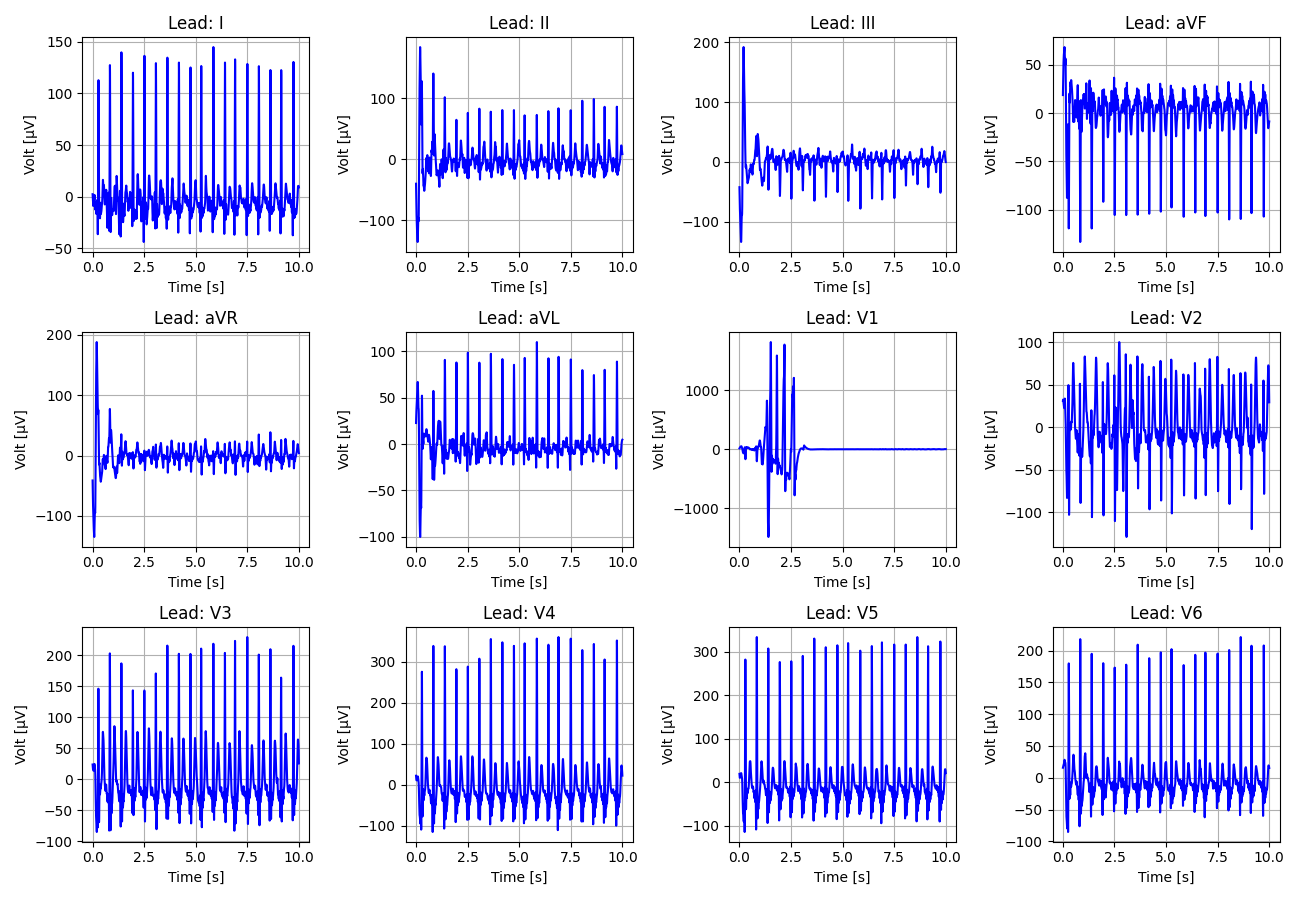 Lead: I
Volt [µV]
150
100
50
0
−50
0.0 2.5 5.0 7.5 10.0
Time [s]
Lead: II
Volt [µV]
100
0
−100
0.0 2.5 5.0 7.5 10.0
Time [s]
Lead: III
Volt [µV]
200
100
0
−100
0.0 2.5 5.0 7.5 10.0
Time [s]
Lead: aVF
Volt [µV]
50
0
−50
−100
0.0 2.5 5.0 7.5 10.0
Time [s]
Lead: aVR
Volt [µV]
200
100
0
−100
0.0 2.5 5.0 7.5 10.0
Time [s]
Lead: aVL
Volt [µV]
100
50
0
−50
−100
0.0 2.5 5.0 7.5 10.0
Time [s]
Lead: V1
Volt [µV]
1000
0
−1000
0.0 2.5 5.0 7.5 10.0
Time [s]
Lead: V2
Volt [µV]
100
50
0
−50
−100
0.0 2.5 5.0 7.5 10.0
Time [s]
Lead: V3
Volt [µV]
200
150
100
50
0
−50
−100
0.0 2.5 5.0 7.5 10.0
Time [s]
Lead: V4
Volt [µV]
300
200
100
0
−100
0.0 2.5 5.0 7.5 10.0
Time [s]
Lead: V5
Volt [µV]
300
200
100
0
−100
0.0 2.5 5.0 7.5 10.0
Time [s]
Lead: V6
Volt [µV]
200
150
100
50
0
−50
−100
0.0 2.5 5.0 7.5 10.0
Time [s]